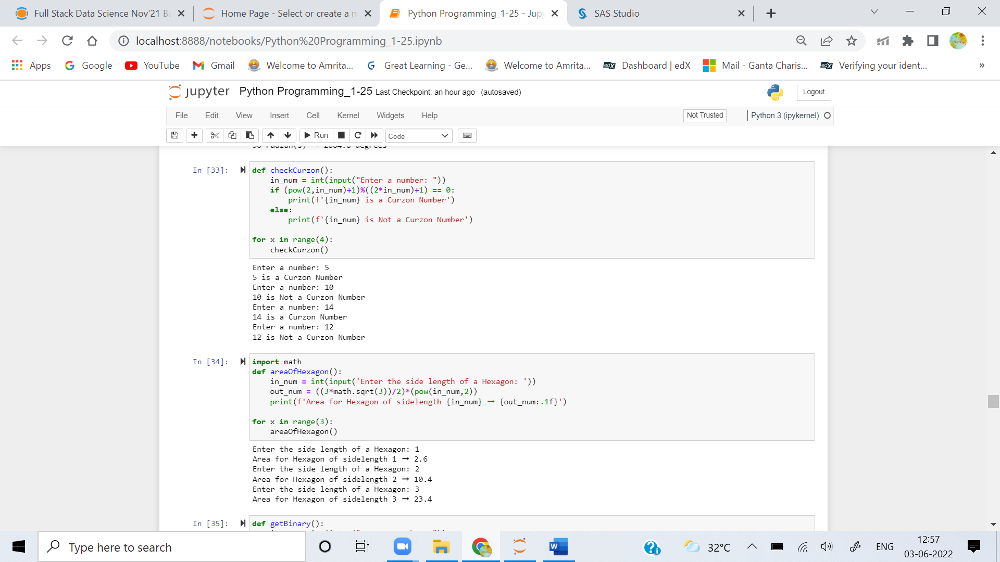 Full Stack Data Science Nov'21 Ba
Home Page - Select or create a n
Python Programming_1-25 - Jupy
SAS Studio
localhost:8888/notebooks/Python%20Programming_1-25.ipynb
Apps
Google
YouTube
Gmail
Welcome to Amrita...
Great Learning - Ge...
Welcome to Amrita...
Dashboard | edX
Mail - Ganta Charis...
Verifying your ident...
»
jupyter Python Programming_1-25 Last Checkpoint: an hour ago (autosaved)
Logout
File Edit View Insert Cell Kernel Widgets Help
Not Trusted
Python 3 (ipykernel)
Run
Code
In [33]:
def checkCurzon():
    in_num = int(input("Enter a number: "))
    if (pow(2,in_num)+1)%((2*in_num)+1) == 0:
        print(f'{in_num} is a Curzon Number')
    else:
        print(f'{in_num} is Not a Curzon Number')
for x in range(4):
    checkCurzon()
Enter a number: 5
5 is a Curzon Number
Enter a number: 10
10 is Not a Curzon Number
Enter a number: 14
14 is a Curzon Number
Enter a number: 12
12 is Not a Curzon Number
In [34]:
import math
def areaOfHexagon():
    in_num = int(input('Enter the side length of a Hexagon: '))
    out_num = ((3*math.sqrt(3))/2)*(pow(in_num,2))
    print(f'Area for Hexagon of sidelength {in_num} ➞ {out_num:.1f}')
for x in range(3):
    areaOfHexagon()
Enter the side length of a Hexagon: 1
Area for Hexagon of sidelength 1 ➞ 2.6
Enter the side length of a Hexagon: 2
Area for Hexagon of sidelength 2 ➞ 10.4
Enter the side length of a Hexagon: 3
Area for Hexagon of sidelength 3 ➞ 23.4
In [35]:
def getBinary():
Type here to search
32°C
ENG
12:57
03-06-2022